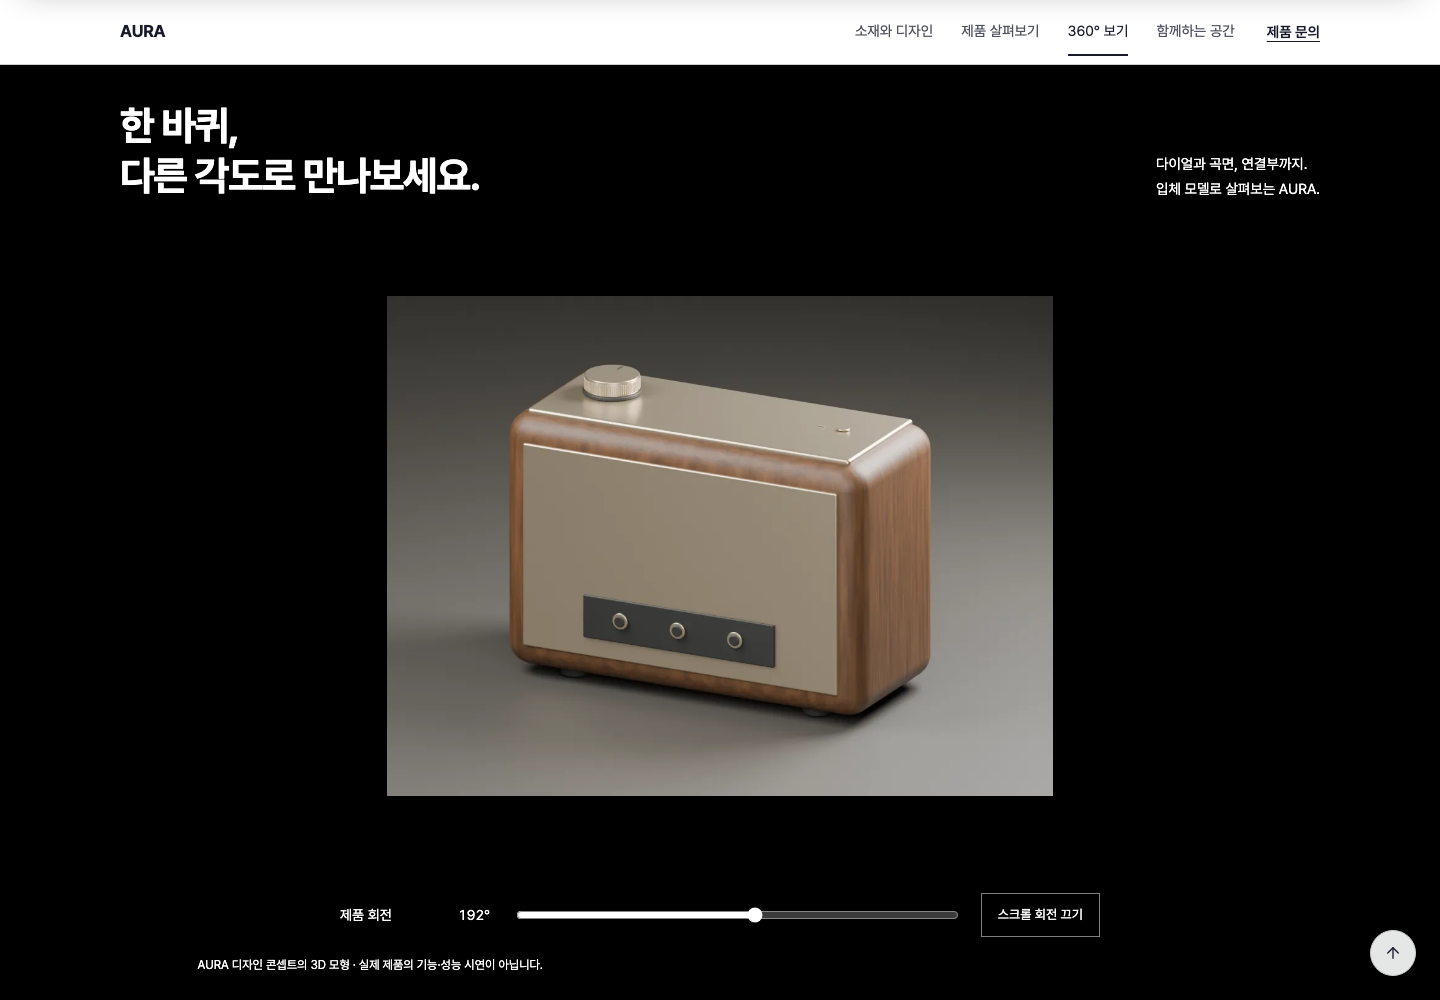 AURA
소재와 디자인
제품 살펴보기
360° 보기
함께하는 공간
제품 문의
한 바퀴,
다른 각도로 만나보세요.
다이얼과 곡면, 연결부까지.
입체 모델로 살펴보는 AURA.
제품 회전
192°
스크롤 회전 끄기
AURA 디자인 콘셉트의 3D 모형 · 실제 제품의 기능·성능 시연이 아닙니다.